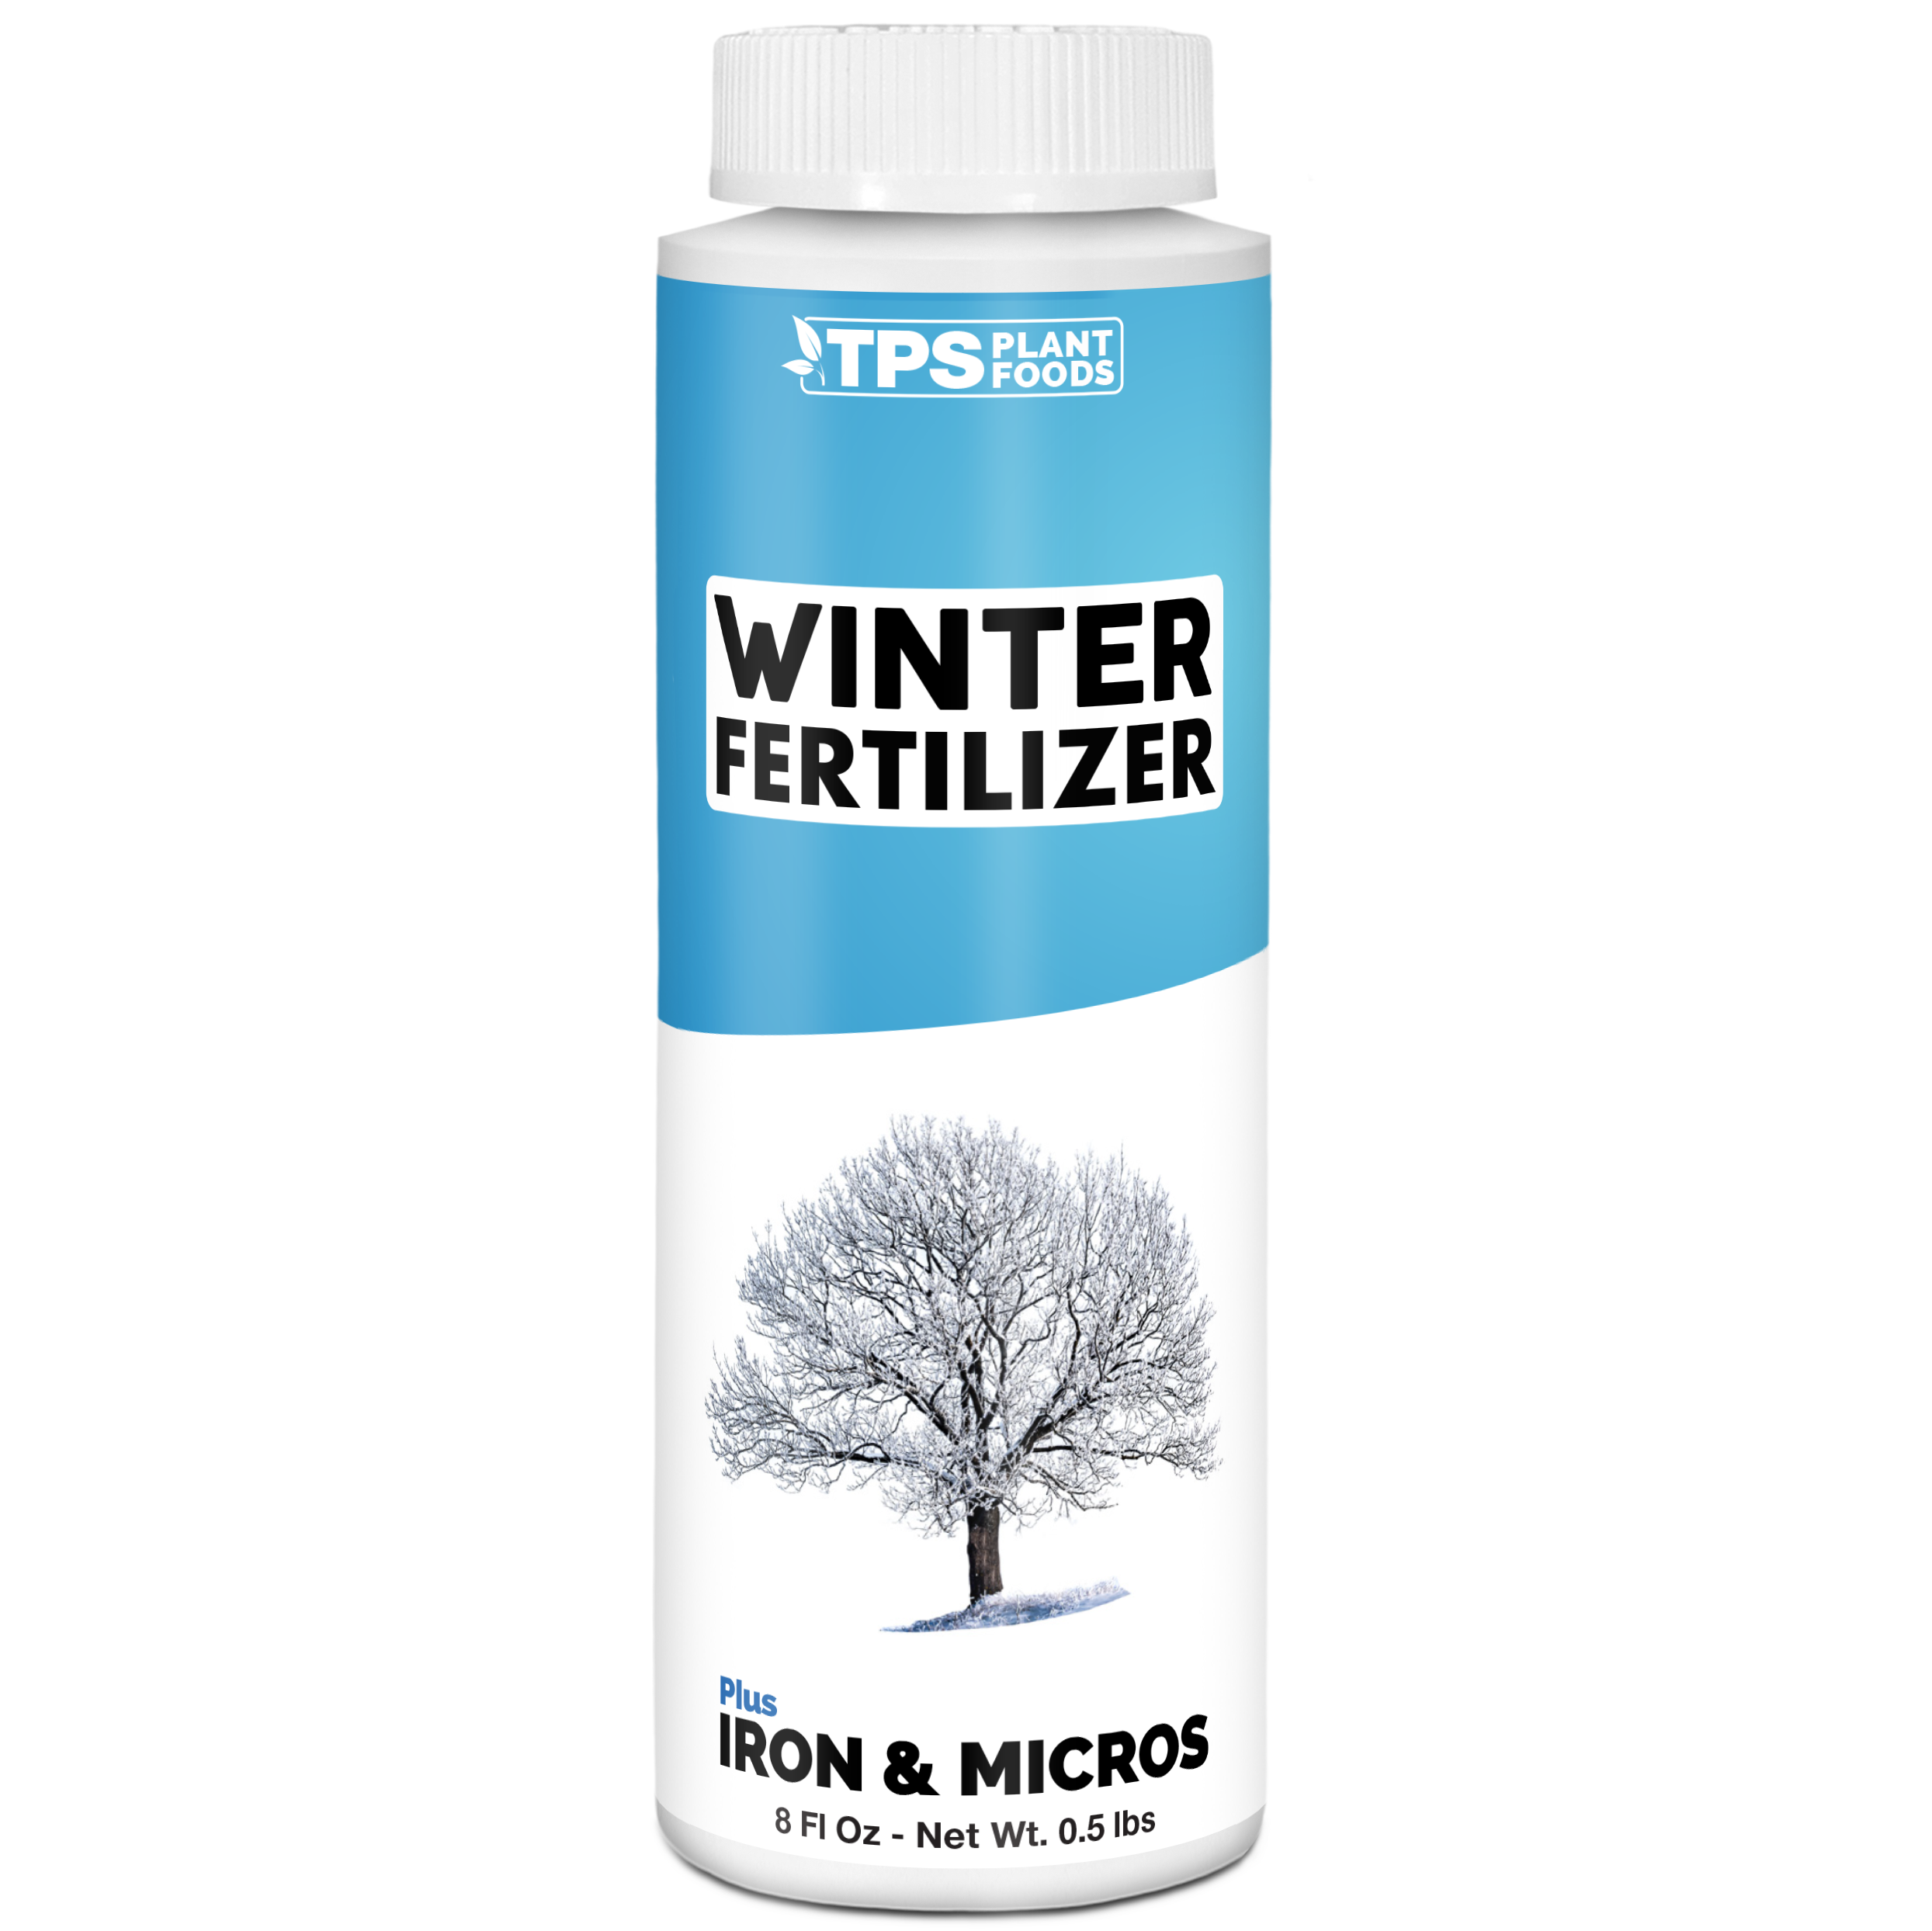 TPS PLANT FOODS
WINTER
FERTILIZER
Plus
IRON & MICROS
8 Fl Oz - Net Wt. 0.5 lbs